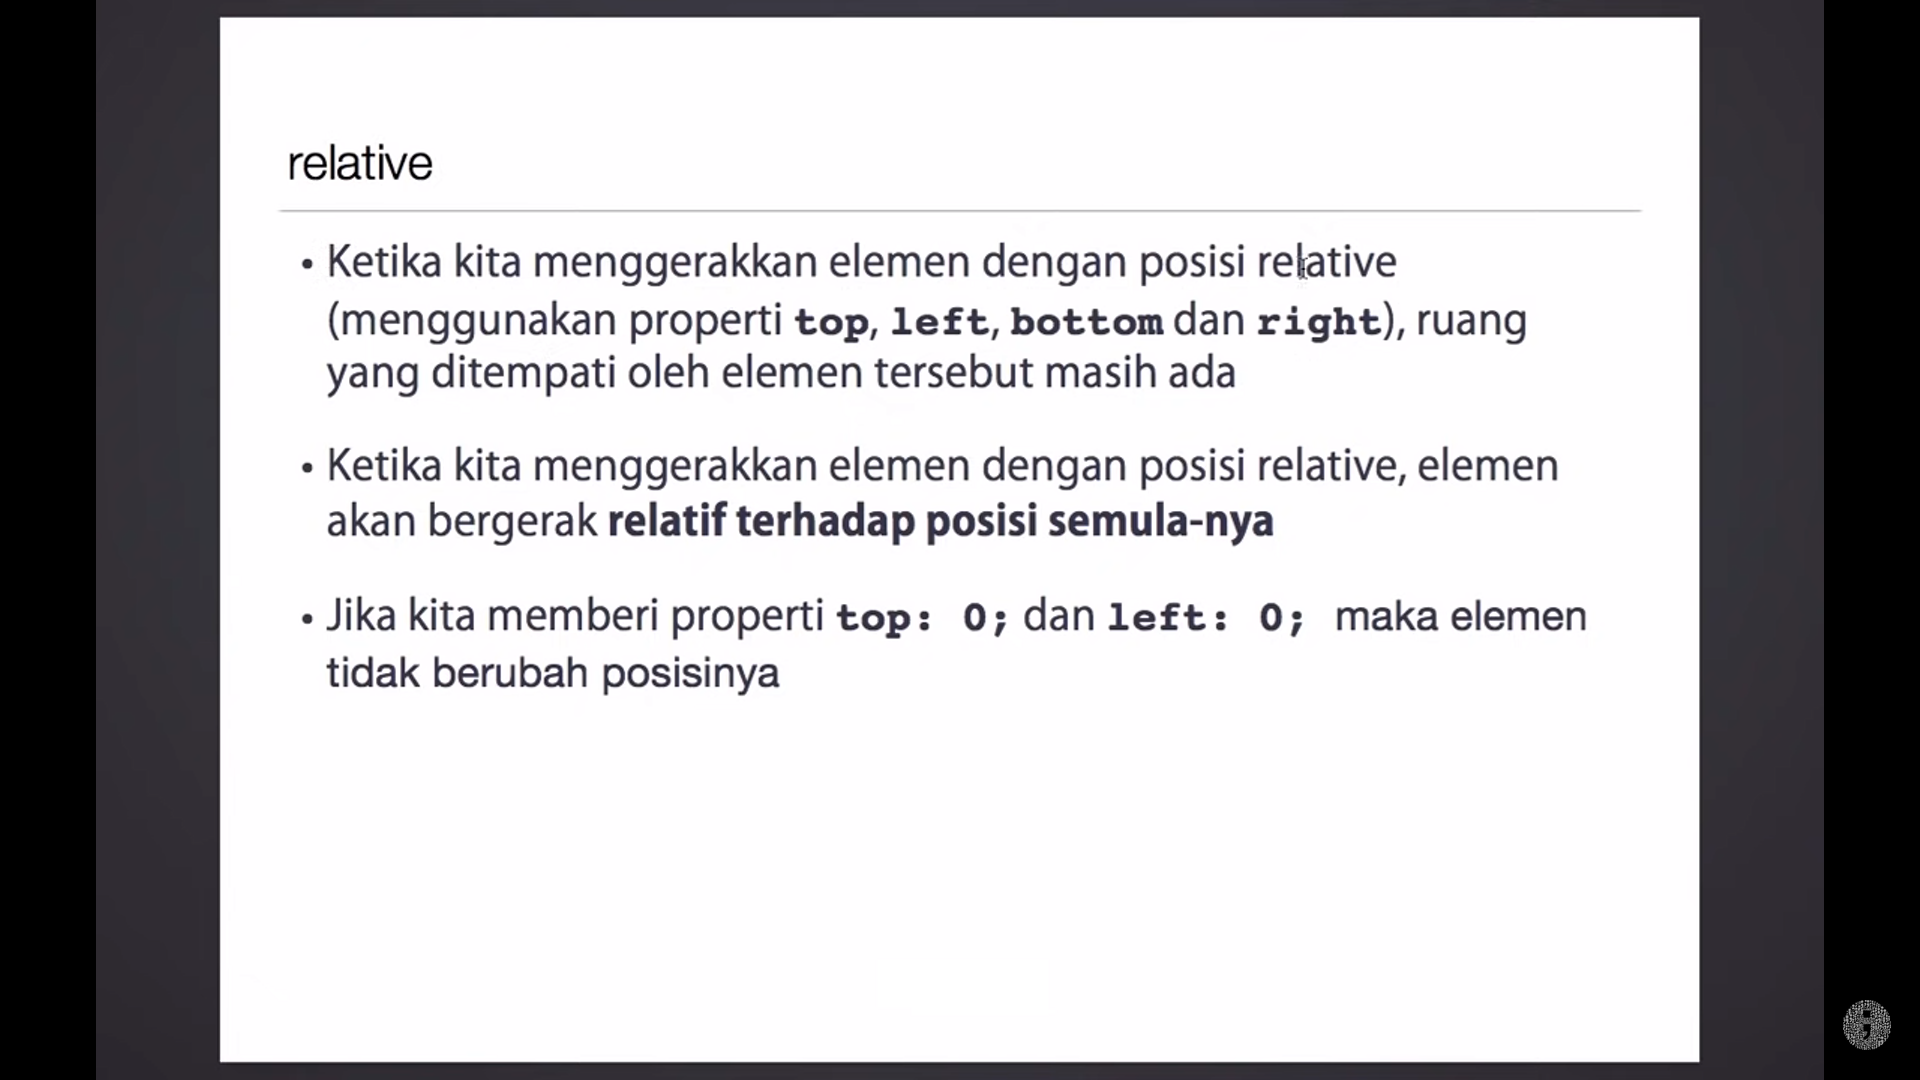 relative
• Ketika kita menggerakkan elemen dengan posisi relative
(menggunakan properti top, left, bottom dan right), ruang
yang ditempati oleh elemen tersebut masih ada
• Ketika kita menggerakkan elemen dengan posisi relative, elemen
akan bergerak relatif terhadap posisi semula-nya
• Jika kita memberi properti top: 0; dan left: 0; maka elemen
tidak berubah posisinya